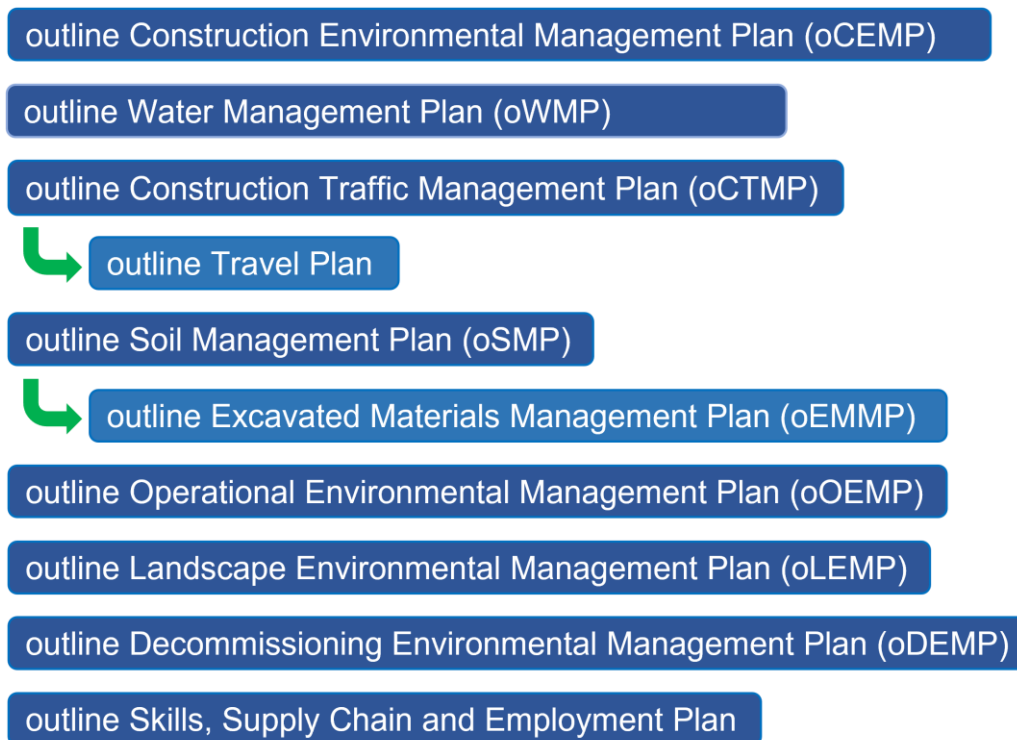 outline Construction Environmental Management Plan (oCEMP)
outline Water Management Plan (oWMP)
outline Construction Traffic Management Plan (oCTMP)
outline Travel Plan
outline Soil Management Plan (oSMP)
outline Excavated Materials Management Plan (oEMMP)
outline Operational Environmental Management Plan (oOEMP)
outline Landscape Environmental Management Plan (oLEMP)
outline Decommissioning Environmental Management Plan (oDEMP)
outline Skills, Supply Chain and Employment Plan